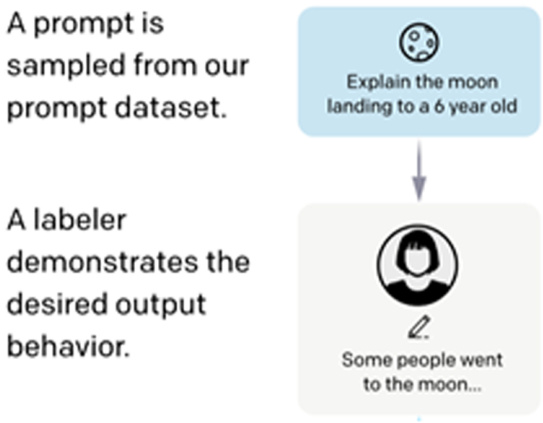 A prompt is
sampled from our
prompt dataset.
Explain the moon
landing to a 6 year old
A labeler
demonstrates the
desired output
behavior.
Some people went
to the moon...